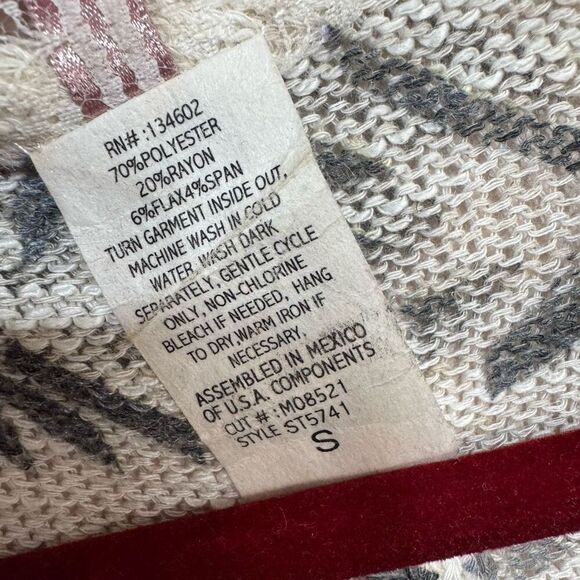 RN#:134602
70%POLYESTER
20%RAYON
6%FLAX4%SPAN
TURN GARMENT INSIDE OUT,
MACHINE WASH IN COLD
WATER, WASH DARK
SEPARATELY, GENTLE CYCLE
ONLY, NON-CHLORINE
BLEACH IF NEEDED, HANG
TO DRY,WARM IRON IF
NECESSARY.
ASSEMBLED IN MEXICO
OF U.S.A. COMPONENTS
CUT #: MO8521
STYLE ST5741
S